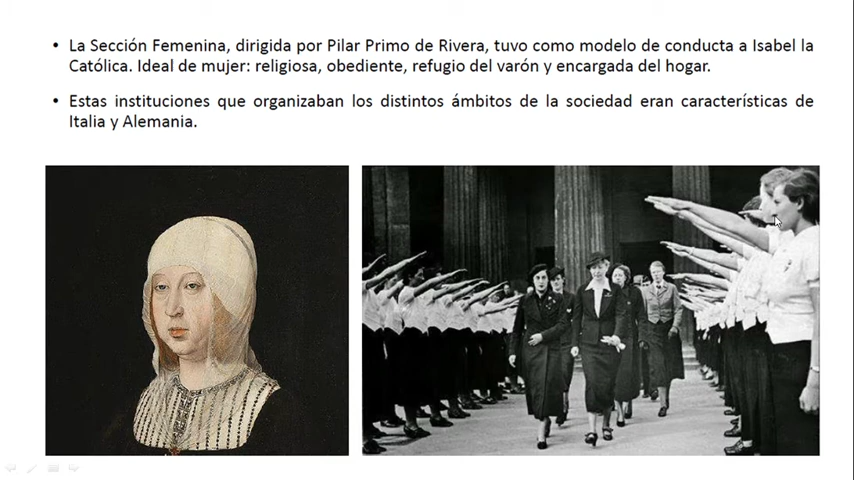 • La Sección Femenina, dirigida por Pilar Primo de Rivera, tuvo como modelo de conducta a Isabel la
Católica. Ideal de mujer: religiosa, obediente, refugio del varón y encargada del hogar.
• Estas instituciones que organizaban los distintos ámbitos de la sociedad eran características de
Italia y Alemania.